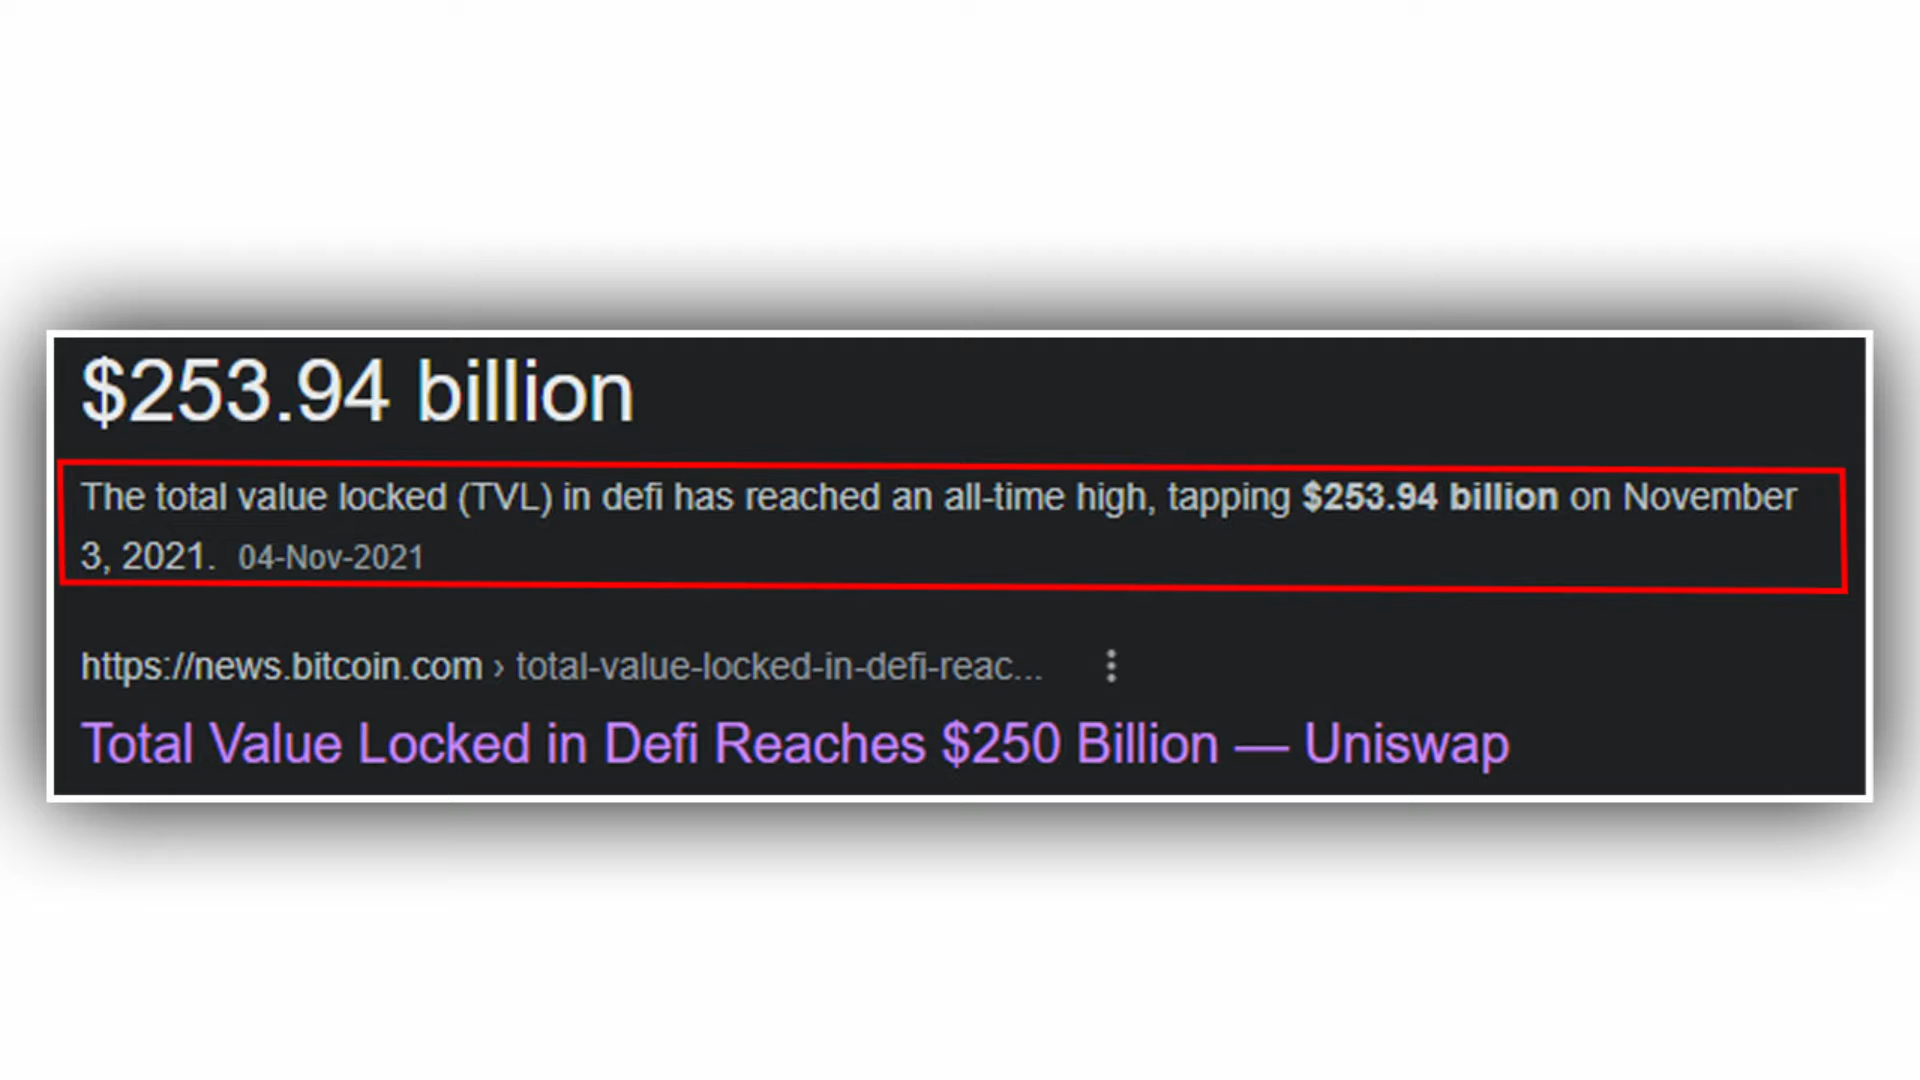 $253.94 billion
The total value locked (TVL) in defi has reached an all-time high, tapping $253.94 billion on November
3, 2021. 04-Nov-2021
https://news.bitcoin.com › total-value-locked-in-defi-reac...
Total Value Locked in Defi Reaches $250 Billion — Uniswap